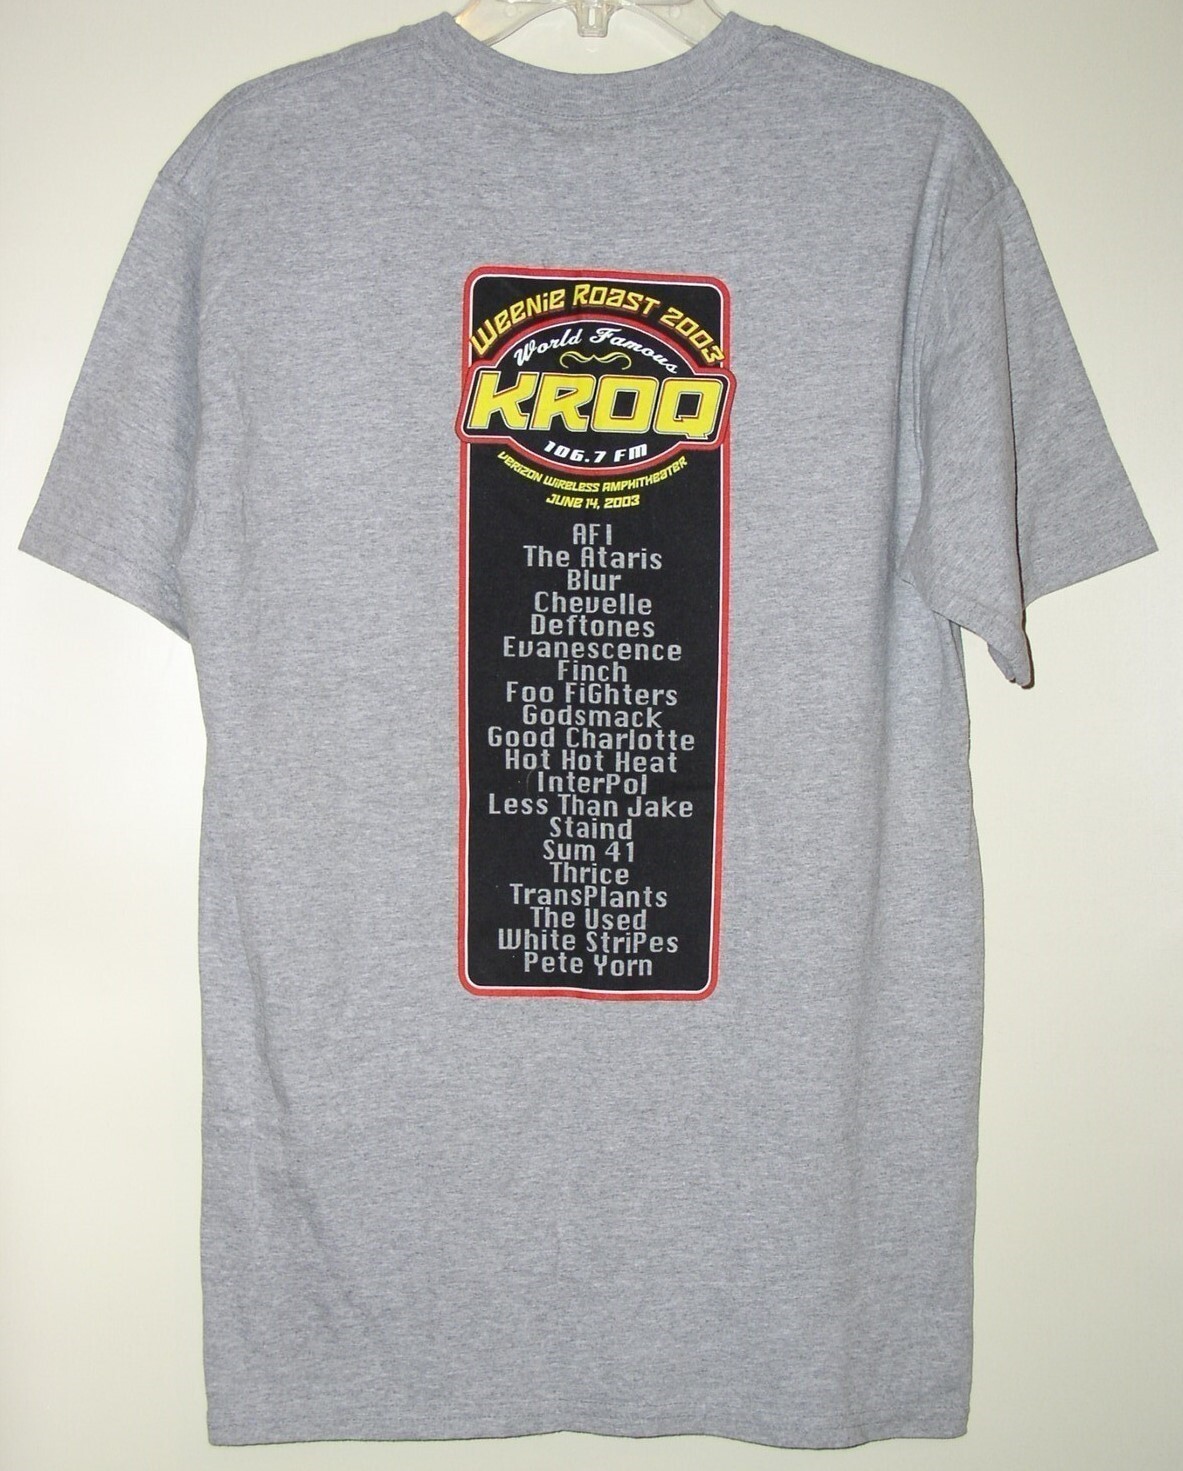 WEENIE ROAST 2003
World Famous
KROQ
106.7 FM
VERIZON WIRELESS AMPHITHEATER
JUNE 14, 2003
AFI
The Ataris
Blur
Chevelle
Deftones
Evanescence
Finch
Foo FiGhters
Godsmack
Good Charlotte
Hot Hot Heat
InterPol
Less Than Jake
Staind
Sum 41
Thrice
TransPlants
The Used
White StriPes
Pete Yorn